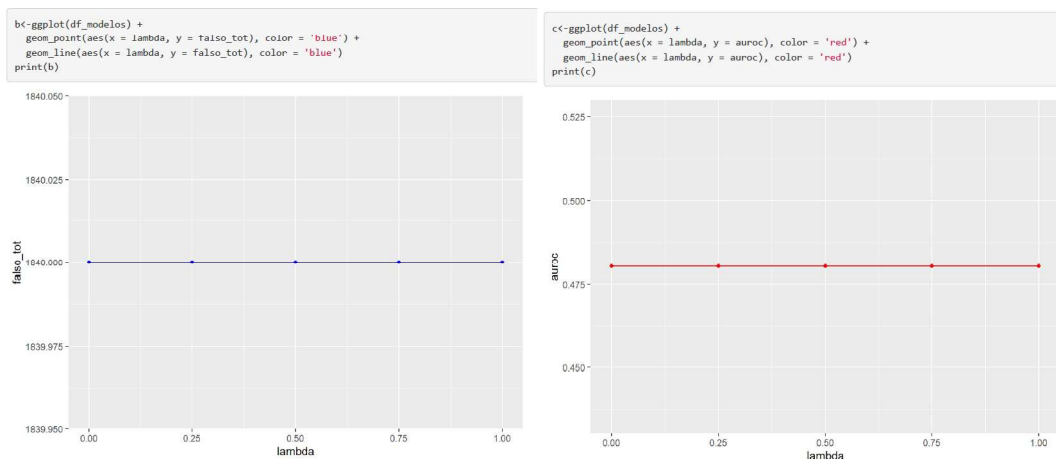 b<-ggplot(df_modelos) +
geom_point(aes(x = lambda, y = falso_tot), color = 'blue') +
geom_line(aes(x = lambda, y = falso_tot), color = 'blue')
print(b)
1840.050
1840.025
1840.000
1839.975
1839.950
falso_tot
0.00 0.25 0.50 0.75 1.00
lambda
c<-ggplot(df_modelos) +
geom_point(aes(x = lambda, y = auroc), color = 'red') +
geom_line(aes(x = lambda, y = auroc), color = 'red')
print(c)
0.525
0.500
0.475
0.450
auroc
0.00 0.25 0.50 0.75 1.00
lambda